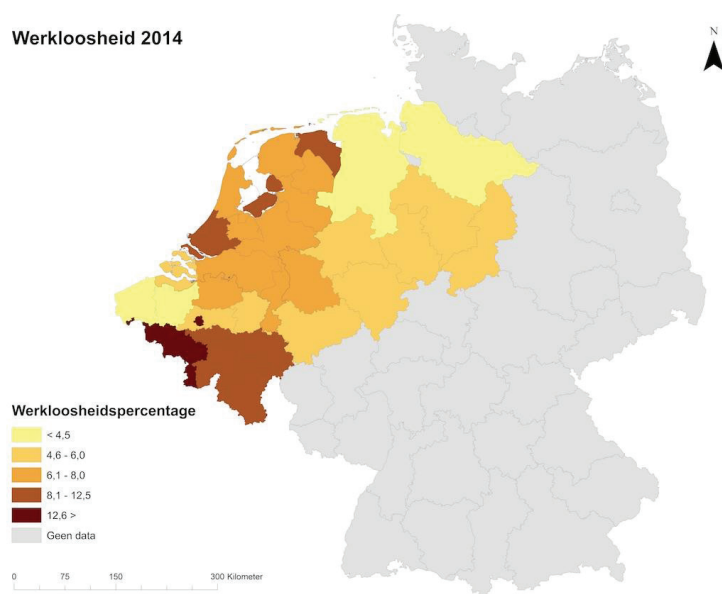 Werkloosheid 2014
N
Werkloosheidspercentage
< 4,5
4,6 - 6,0
6,1 - 8,0
8,1 - 12,5
12,6 >
Geen data
0 75 150 300 Kilometer